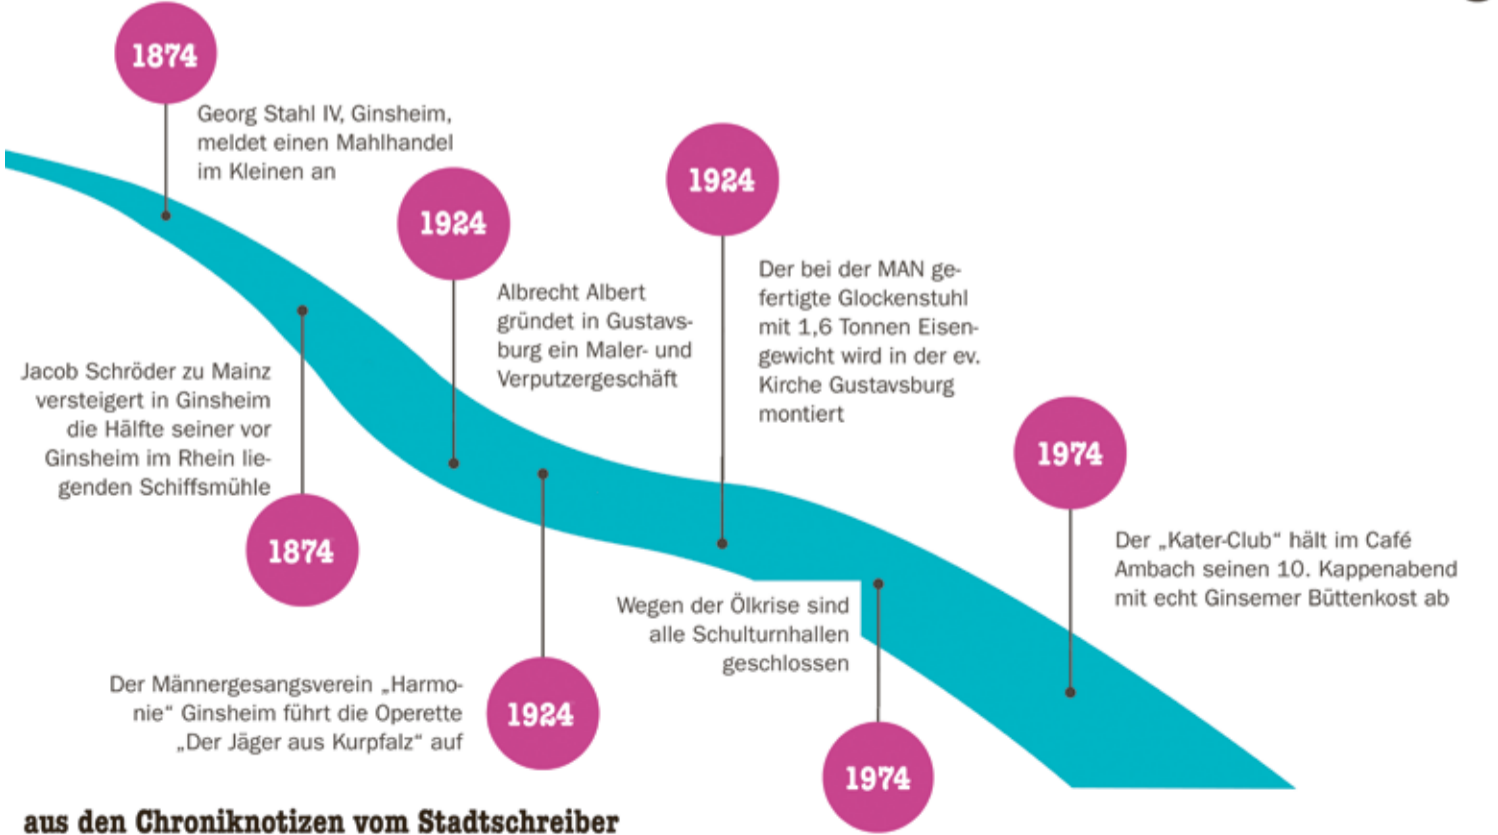 1874
Georg Stahl IV, Ginsheim,
meldet einen Mahlhandel
im Kleinen an
Jacob Schröder zu Mainz
versteigert in Ginsheim
die Hälfte seiner vor
Ginsheim im Rhein lie-
genden Schiffsmühle
1874
1924
Albrecht Albert
gründet in Gustavs-
burg ein Maler- und
Verputzergeschäft
Der Männergesangsverein „Harmo-
nie“ Ginsheim führt die Operette
„Der Jäger aus Kurpfalz“ auf
1924
1924
Der bei der MAN ge-
fertigte Glockenstuhl
mit 1,6 Tonnen Eisen-
gewicht wird in der ev.
Kirche Gustavsburg
montiert
Wegen der Ölkrise sind
alle Schulturnhallen
geschlossen
1974
1974
Der „Kater-Club“ hält im Café
Ambach seinen 10. Kappenabend
mit echt Ginsemer Büttenkost ab
aus den Chroniknotizen vom Stadtschreiber